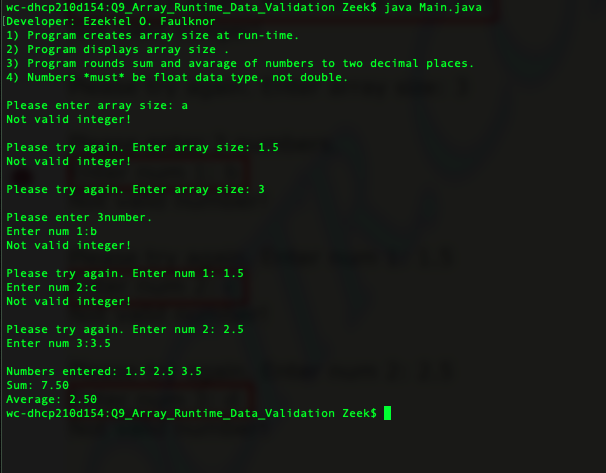 wc-dhcp210d154:Q9_Array_Runtime_Data_Validation Zeek$ java Main.java
Developer: Ezekiel O. Faulknor
1) Program creates array size at run-time.
2) Program displays array size .
3) Program rounds sum and avarage of numbers to two decimal places.
4) Numbers *must* be float data type, not double.
Please enter array size: a
Not valid integer!
Please try again. Enter array size: 1.5
Not valid integer!
Please try again. Enter array size: 3
Please enter 3number.
Enter num 1:b
Not valid integer!
Please try again. Enter num 1: 1.5
Enter num 2:c
Not valid integer!
Please try again. Enter num 2: 2.5
Enter num 3:3.5
Numbers entered: 1.5 2.5 3.5
Sum: 7.50
Average: 2.50
wc-dhcp210d154:Q9_Array_Runtime_Data_Validation Zeek$